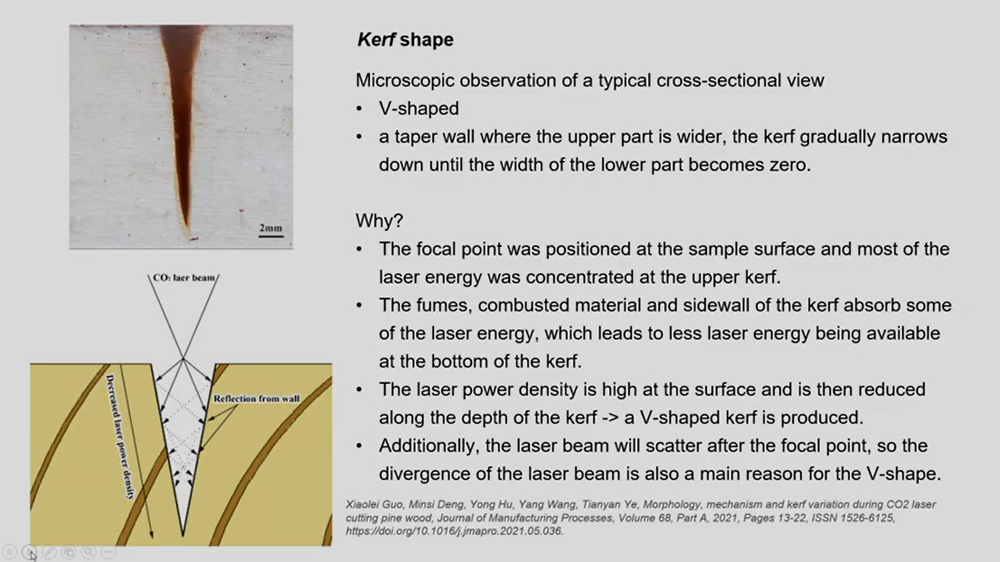 Kerf shape
Microscopic observation of a typical cross-sectional view
• V-shaped
• a taper wall where the upper part is wider, the kerf gradually narrows
down until the width of the lower part becomes zero.
Why?
• The focal point was positioned at the sample surface and most of the
laser energy was concentrated at the upper kerf.
• The fumes, combusted material and sidewall of the kerf absorb some
of the laser energy, which leads to less laser energy being available
at the bottom of the kerf.
• The laser power density is high at the surface and is then reduced
along the depth of the kerf -> a V-shaped kerf is produced.
• Additionally, the laser beam will scatter after the focal point, so the
divergence of the laser beam is also a main reason for the V-shape.
Xiaolei Guo, Minsi Deng, Yong Hu, Yang Wang, Tianyan Ye, Morphology, mechanism and kerf variation during CO2 laser
cutting pine wood, Journal of Manufacturing Processes, Volume 68, Part A, 2021, Pages 13-22, ISSN 1526-6125,
https://doi.org/10.1016/j.jmapro.2021.05.036.
2mm
CO₂ laer beam
Reflection from wall
Decreased laser power density